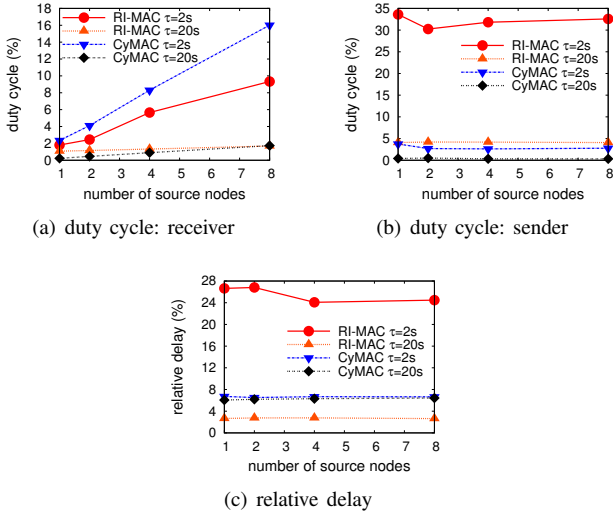 18
16
14
12
10
8
6
4
2
0
duty cycle (%)
RI-MAC τ=2s
RI-MAC τ=20s
CyMAC τ=2s
CyMAC τ=20s
1 2 3 4 5 6 7 8
number of source nodes
(a) duty cycle: receiver
35
30
25
20
15
10
5
0
duty cycle (%)
RI-MAC τ=2s
RI-MAC τ=20s
CyMAC τ=2s
CyMAC τ=20s
1 2 3 4 5 6 7 8
number of source nodes
(b) duty cycle: sender
28
24
20
16
12
8
4
0
relative delay (%)
RI-MAC τ=2s
RI-MAC τ=20s
CyMAC τ=2s
CyMAC τ=20s
1 2 3 4 5 6 7 8
number of source nodes
(c) relative delay